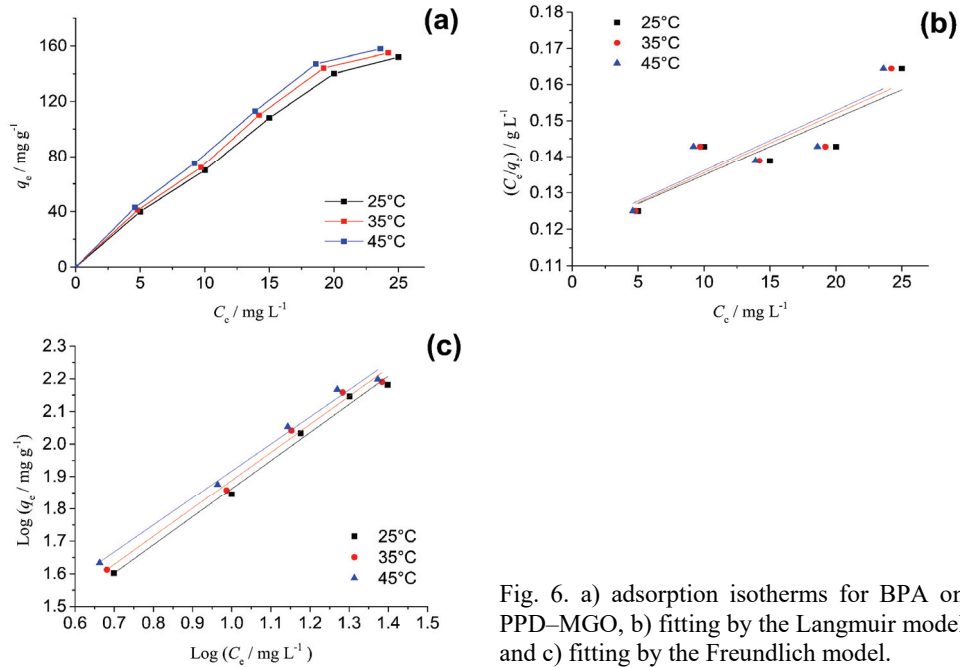 (a)
160
120
80
40
0
qe / mg g-1
25°C
35°C
45°C
0 5 10 15 20 25
Ce / mg L-1
(b)
25°C
35°C
45°C
0.18
0.17
0.16
0.15
0.14
0.13
0.12
0.11
(Ce/qe) / g L-1
0 5 10 15 20 25
Ce / mg L-1
(c)
2.3
2.2
2.1
2.0
1.9
1.8
1.7
1.6
1.5
Log (qe / mg g-1)
25°C
35°C
45°C
0.6 0.7 0.8 0.9 1.0 1.1 1.2 1.3 1.4 1.5
Log (Ce / mg L-1 )
Fig. 6. a) adsorption isotherms for BPA on
PPD–MGO, b) fitting by the Langmuir model
and c) fitting by the Freundlich model.